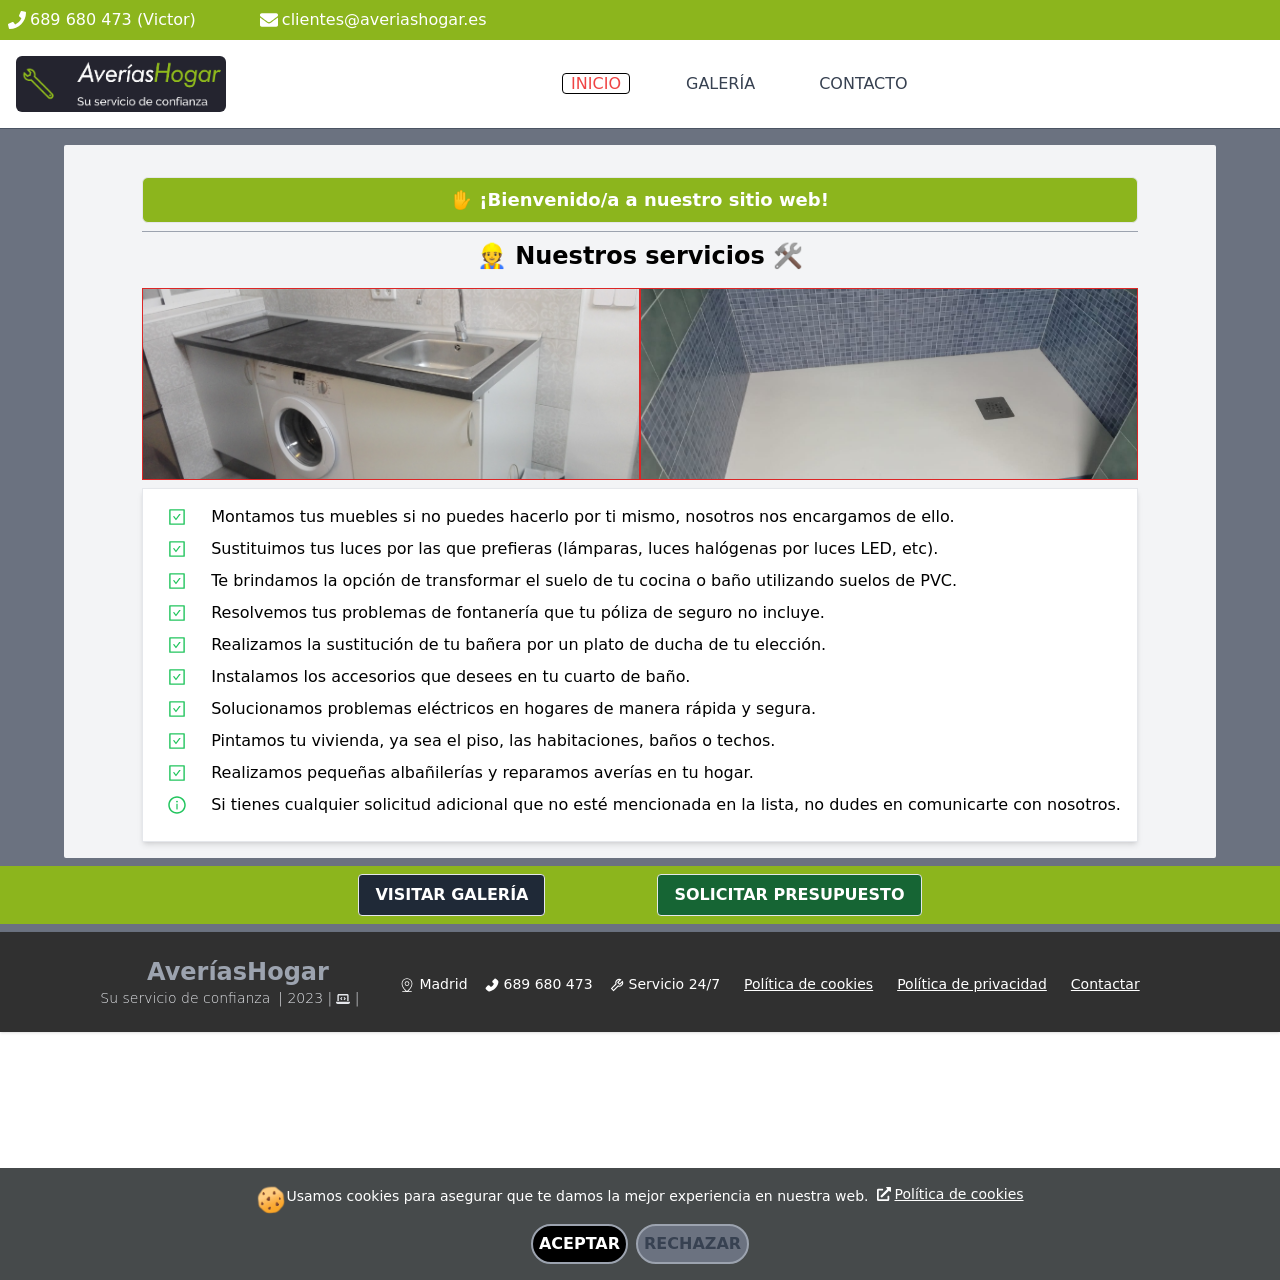 689 680 473 (Victor) clientes@averiashogar.es
AveríasHogar
Su servicio de confianza
INICIO GALERÍA CONTACTO
¡Bienvenido/a a nuestro sitio web!
Nuestros servicios
Montamos tus muebles si no puedes hacerlo por ti mismo, nosotros nos encargamos de ello.
Sustituimos tus luces por las que prefieras (lámparas, luces halógenas por luces LED, etc).
Te brindamos la opción de transformar el suelo de tu cocina o baño utilizando suelos de PVC.
Resolvemos tus problemas de fontanería que tu póliza de seguro no incluye.
Realizamos la sustitución de tu bañera por un plato de ducha de tu elección.
Instalamos los accesorios que desees en tu cuarto de baño.
Solucionamos problemas eléctricos en hogares de manera rápida y segura.
Pintamos tu vivienda, ya sea el piso, las habitaciones, baños o techos.
Realizamos pequeñas albañilerías y reparamos averías en tu hogar.
Si tienes cualquier solicitud adicional que no esté mencionada en la lista, no dudes en comunicarte con nosotros.
VISITAR GALERÍA SOLICITAR PRESUPUESTO
AveríasHogar
Su servicio de confianza | 2023 | |
Madrid 689 680 473 Servicio 24/7 Política de cookies Política de privacidad Contactar
Usamos cookies para asegurar que te damos la mejor experiencia en nuestra web. Política de cookies
ACEPTAR RECHAZAR